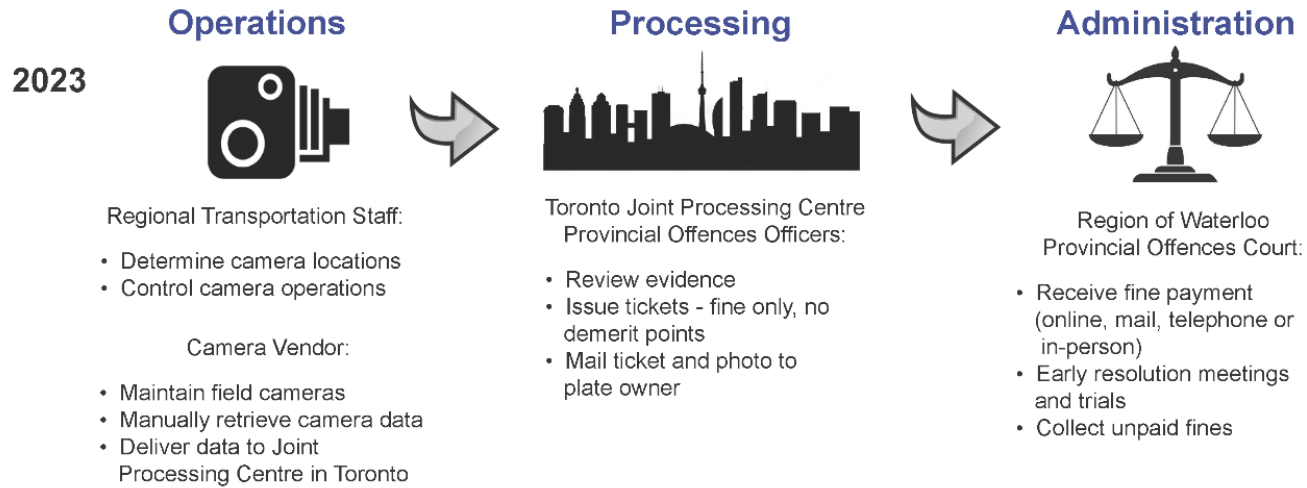 Operations
Processing
Administration
2023
Regional Transportation Staff:
• Determine camera locations
• Control camera operations
Camera Vendor:
• Maintain field cameras
• Manually retrieve camera data
• Deliver data to Joint
Processing Centre in Toronto
Toronto Joint Processing Centre
Provincial Offences Officers:
• Review evidence
• Issue tickets - fine only, no
demerit points
• Mail ticket and photo to
plate owner
Region of Waterloo
Provincial Offences Court:
• Receive fine payment
(online, mail, telephone or
in-person)
• Early resolution meetings
and trials
• Collect unpaid fines